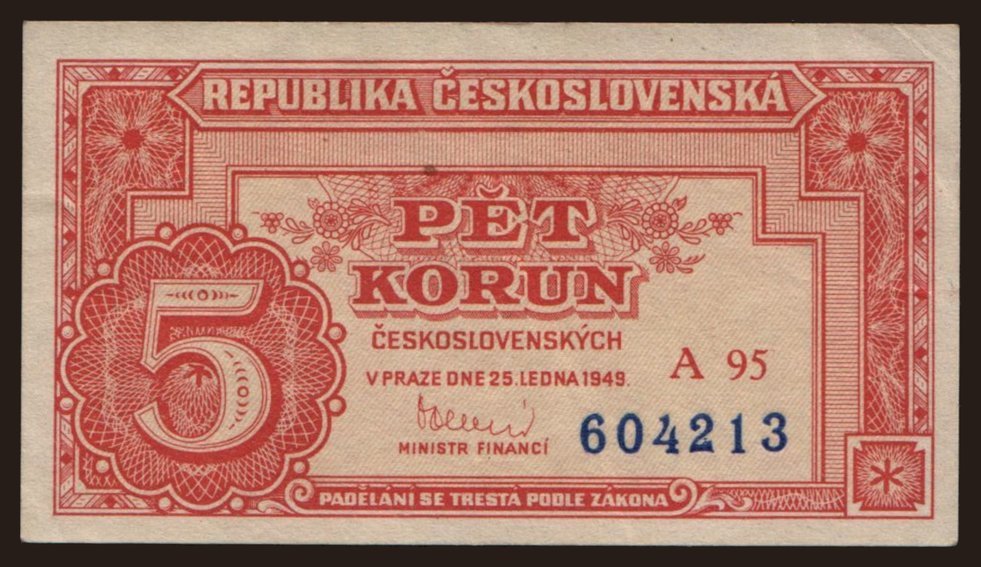 REPUBLIKA ČESKOSLOVENSKÁ
PĚT
KORUN
ČESKOSLOVENSKÝCH
V PRAZE DNE 25. LEDNA 1949.
A 95
604213
MINISTR FINANCÍ
5
PADĚLÁNÍ SE TRESTÁ PODLE ZÁKONA